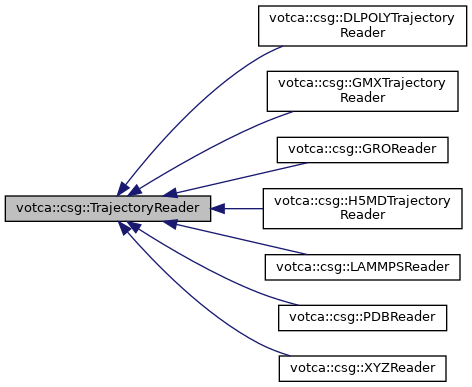 votca::csg::DLPOLYTrajectory
Reader
votca::csg::GMXTrajectory
Reader
votca::csg::GROReader
votca::csg::TrajectoryReader
votca::csg::H5MDTrajectory
Reader
votca::csg::LAMMPSReader
votca::csg::PDBReader
votca::csg::XYZReader